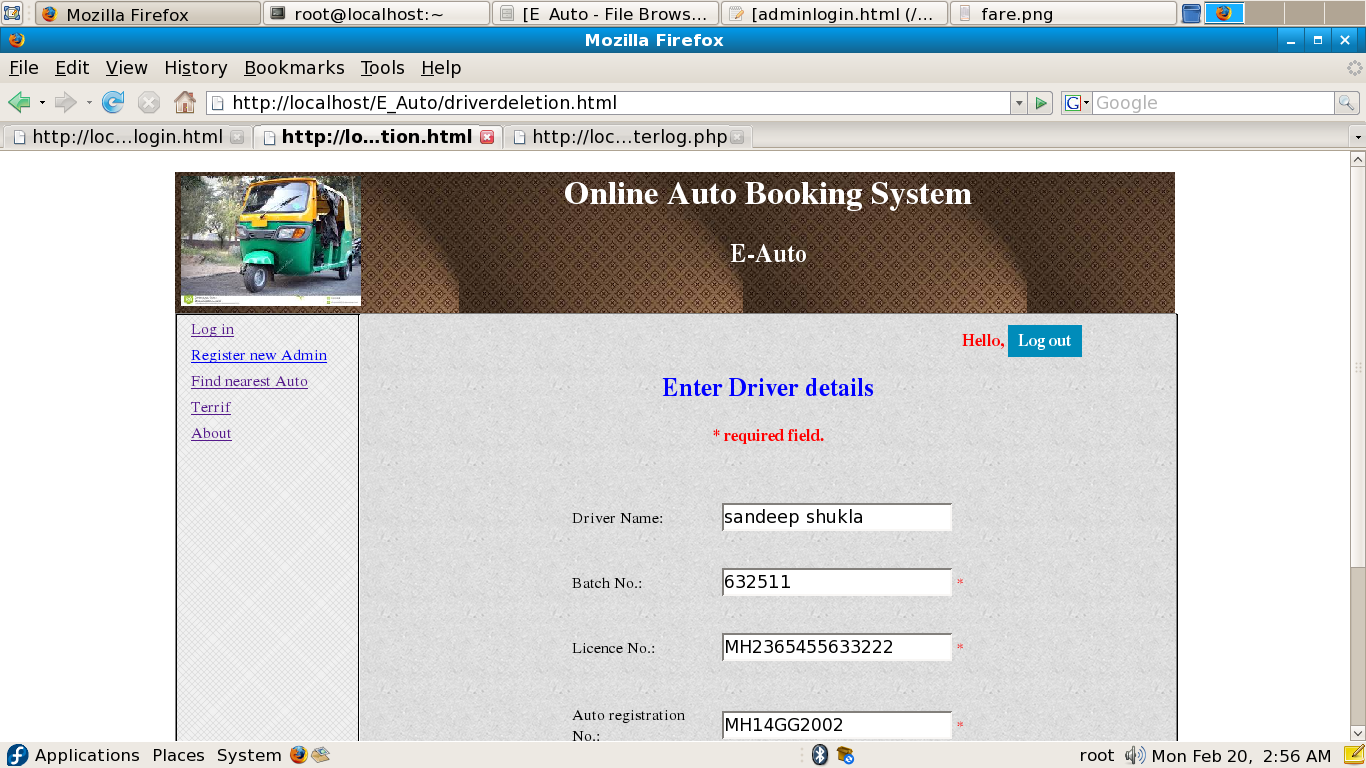 Mozilla Firefox
root@localhost:~
[E_Auto - File Brows...
[adminlogin.html (/...
fare.png
Mozilla Firefox
File Edit View History Bookmarks Tools Help
http://localhost/E_Auto/driverdeletion.html
G
Google
http://loc...login.html
http://lo...tion.html
http://loc...terlog.php
Online Auto Booking System
E-Auto
Log in
Register new Admin
Find nearest Auto
Terrif
About
Hello, Log out
Enter Driver details
* required field.
Driver Name: sandeep shukla
Batch No.: 632511 *
Licence No.: MH2365455633222 *
Auto registration No.: MH14GG2002 *
Applications Places System
root Mon Feb 20, 2:56 AM